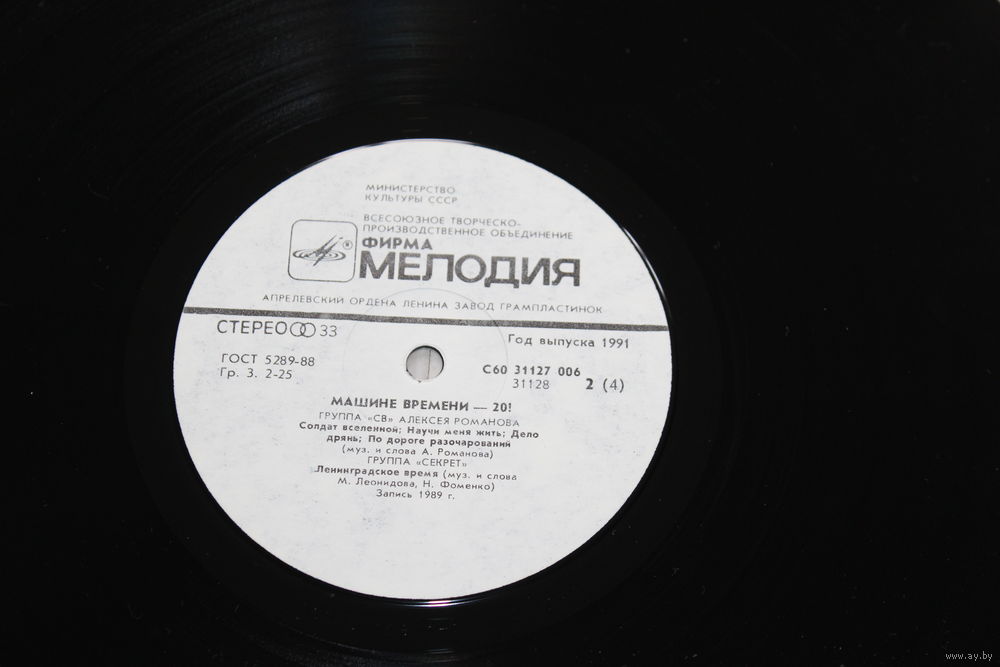 МИНИСТЕРСТВО
КУЛЬТУРЫ СССР
ВСЕСОЮЗНОЕ ТВОРЧЕСКО-
ПРОИЗВОДСТВЕННОЕ ОБЪЕДИНЕНИЕ
®
ФИРМА
МЕЛОДИЯ
АПРЕЛЕВСКИЙ ОРДЕНА ЛЕНИНА ЗАВОД ГРАМПЛАСТИНОК
СТЕРЕО 33
Год выпуска 1991
ГОСТ 5289-88
Гр. 3. 2-25
С60 31127 006
31128 2 (4)
МАШИНЕ ВРЕМЕНИ — 20!
ГРУППА «СВ» АЛЕКСЕЯ РОМАНОВА
Солдат вселенной; Научи меня жить; Дело
дрянь; По дороге разочарований
(муз. и слова А. Романова)
ГРУППА «СЕКРЕТ»
Ленинградское время (муз. и слова
М. Леонидова, Н. Фоменко)
Запись 1989 г.
www.ay.by